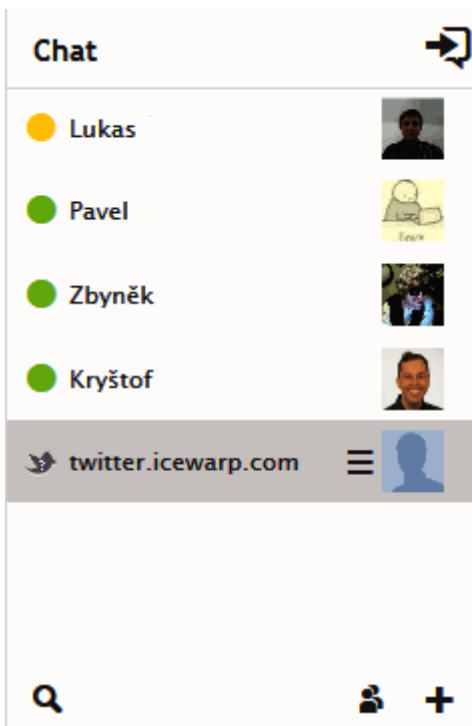 Chat
Lukas
Pavel
Zbyněk
Kryštof
twitter.icewarp.com